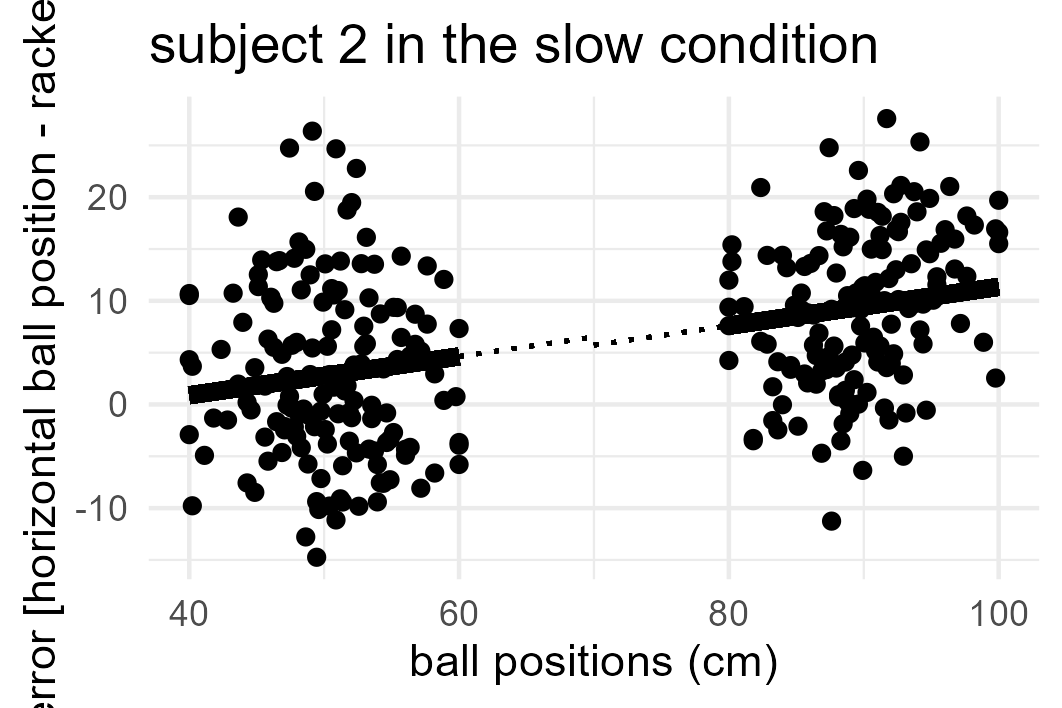 subject 2 in the slow condition
error [horizontal ball position - racke
20
10
0
-10
40 60 80 100
ball positions (cm)